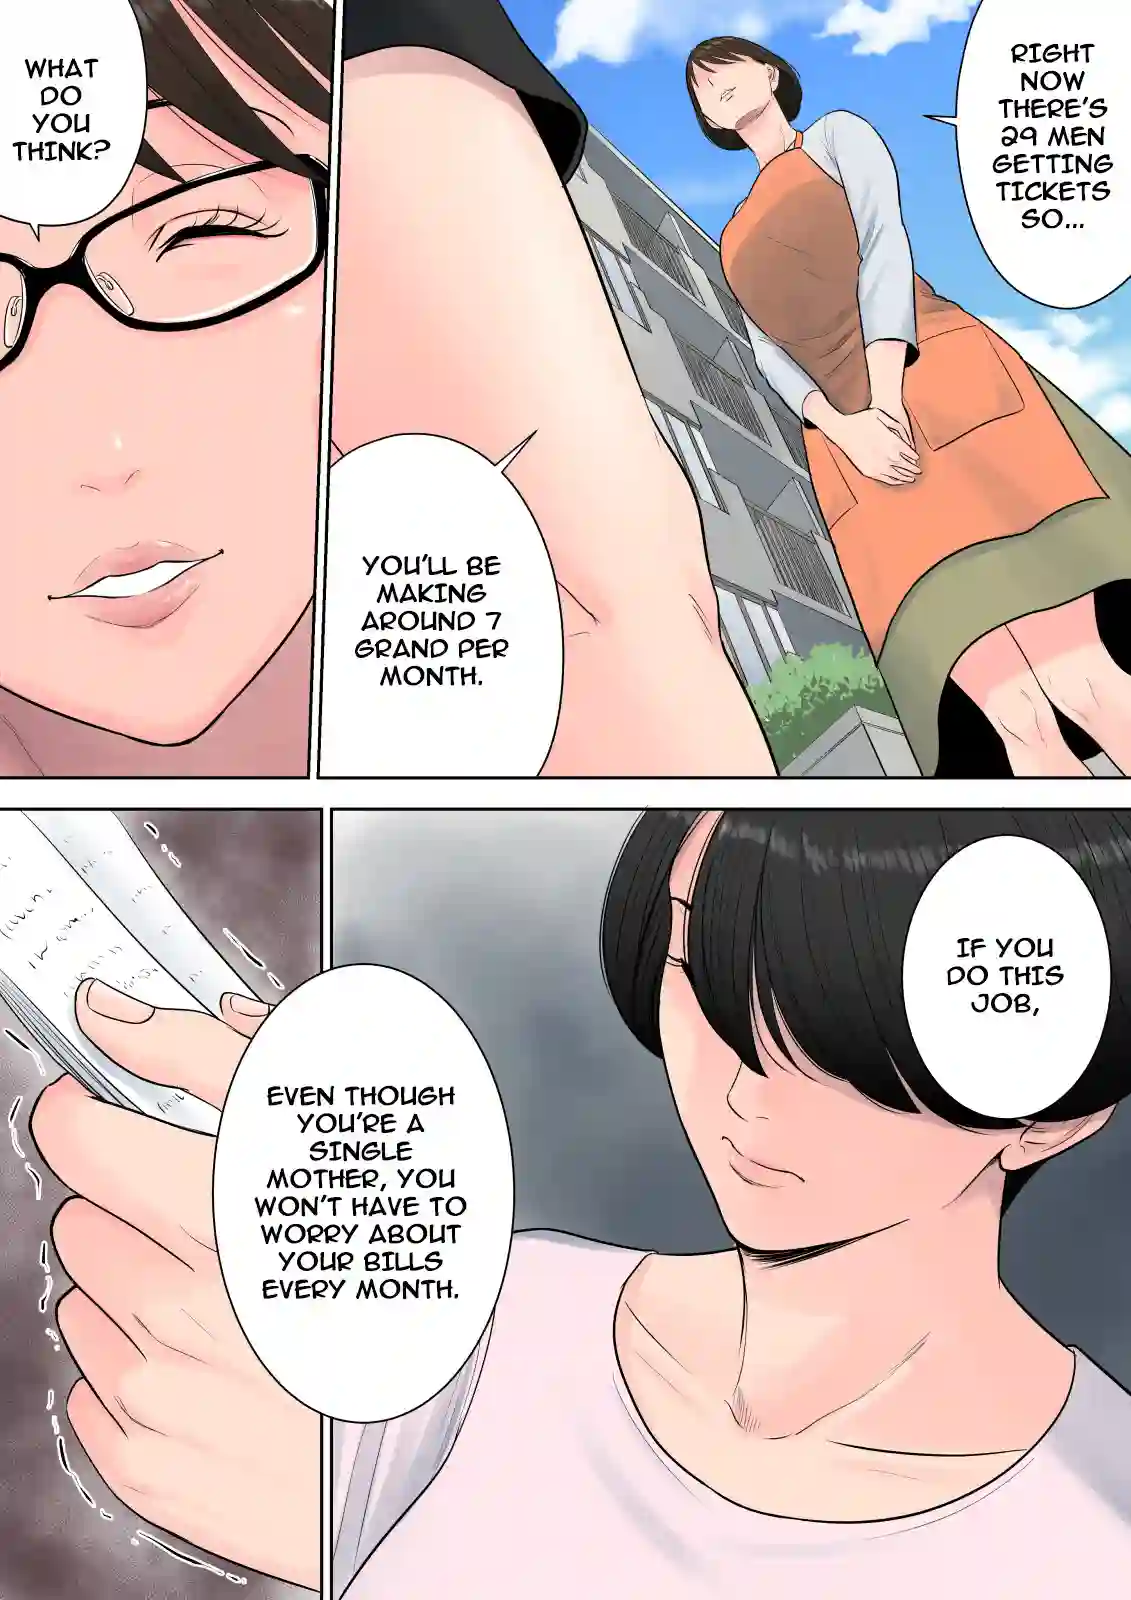 RIGHT
NOW
THERE'S
29 MEN
GETTING
TICKETS
SO...
YOU'LL BE
MAKING
AROUND 7
GRAND PER
MONTH.
WHAT
DO
YOU
THINK?
IF YOU
DO THIS
JOB,
EVEN THOUGH
YOU'RE A
SINGLE
MOTHER, YOU
WON'T HAVE TO
WORRY ABOUT
YOUR BILLS
EVERY MONTH.